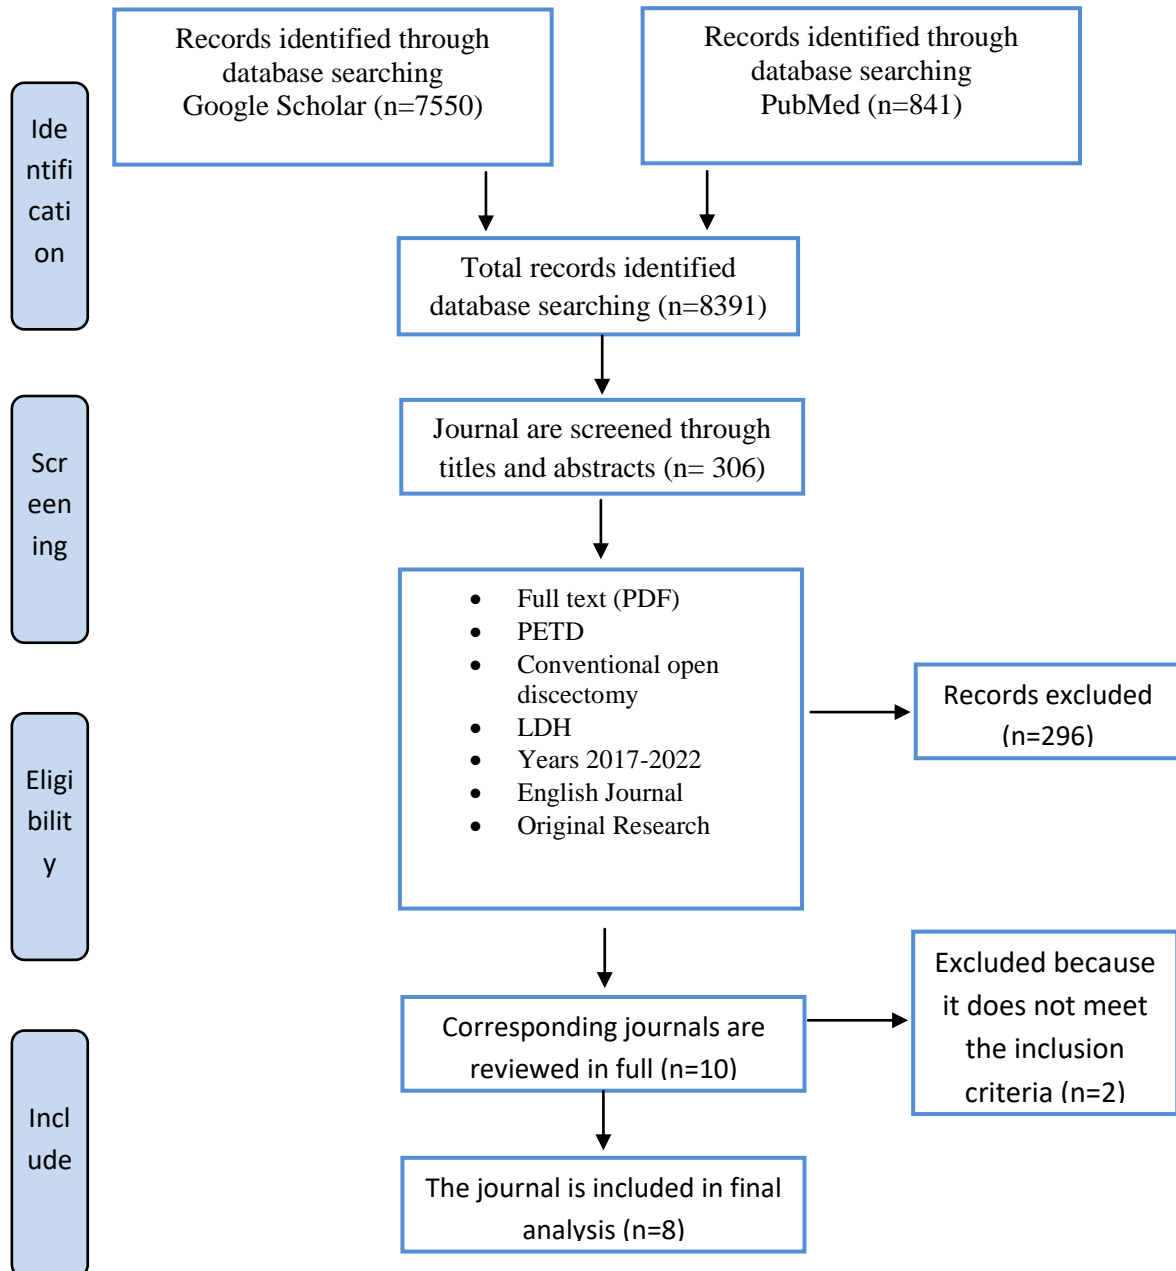 Records identified through
database searching
Google Scholar (n=7550)
Records identified through
database searching
PubMed (n=841)
Ide
ntifi
cati
on
Total records identified
database searching (n=8391)
Journal are screened through
titles and abstracts (n= 306)
Scr
een
ing
• Full text (PDF)
• PETD
• Conventional open
discectomy
• LDH
• Years 2017-2022
• English Journal
• Original Research
Records excluded
(n=296)
Eligi
bilit
y
Corresponding journals are
reviewed in full (n=10)
Excluded because
it does not meet
the inclusion
criteria (n=2)
Incl
ude
The journal is included in final
analysis (n=8)